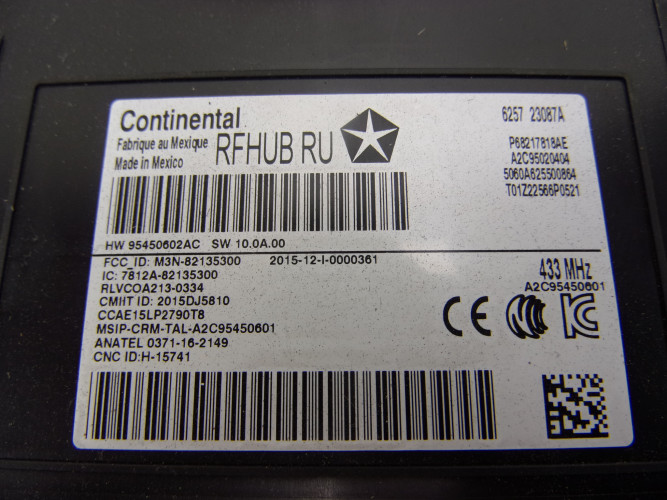 Continental
Fabrique au Mexique
Made in Mexico
RFHUB RU
6257 23087A
P68217818AE
A2C95020404
5060A625500864
T01Z22566P0521
HW 95450602AC SW 10.0A.00
FCC ID: M3N-82135300 2015-12-I-0000361
IC: 7812A-82135300
RLVCOA213-0334
CMIIT ID: 2015DJ5810
CCAE15LP2790T8
MSIP-CRM-TAL-A2C95450601
ANATEL 0371-16-2149
CNC ID:H-15741
433 MHz
A2C95450601
CE